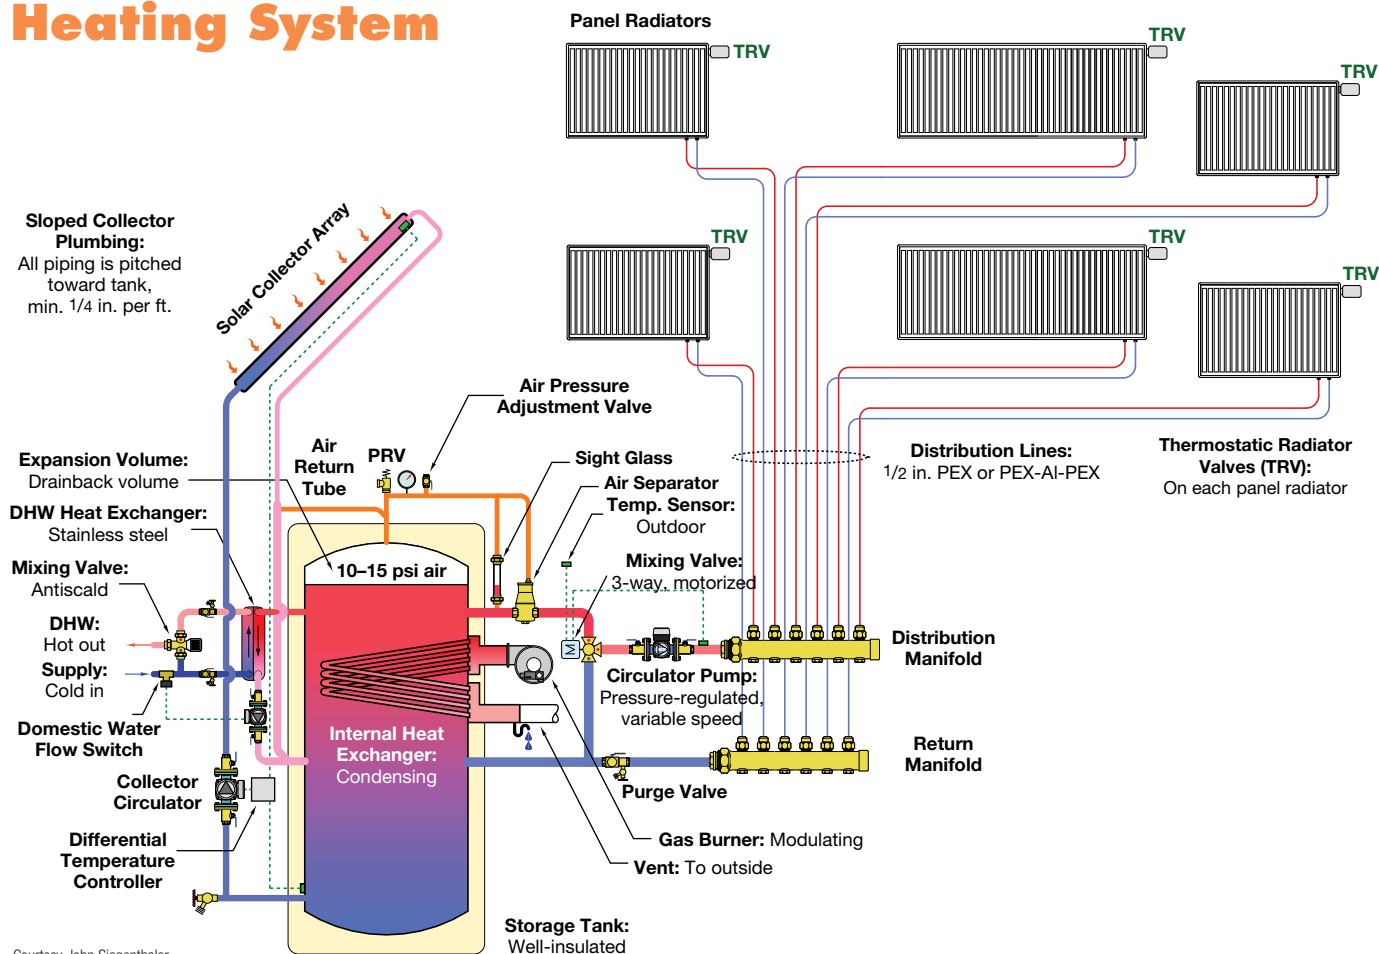 Heating System
Panel Radiators
TRV
TRV
TRV
Sloped Collector
Plumbing:
All piping is pitched
toward tank,
min. 1/4 in. per ft.
Solar Collector Array
TRV
TRV
TRV
Air Pressure
Adjustment Valve
Air
Return
Tube
PRV
Sight Glass
Air Separator
Temp. Sensor:
Outdoor
Distribution Lines:
1/2 in. PEX or PEX-Al-PEX
Thermostatic Radiator
Valves (TRV):
On each panel radiator
Expansion Volume:
Drainback volume
DHW Heat Exchanger:
Stainless steel
Mixing Valve:
Antiscald
10–15 psi air
Mixing Valve:
3-way, motorized
DHW:
Hot out
Supply:
Cold in
M
Distribution
Manifold
Circulator Pump:
Pressure-regulated,
variable speed
Domestic Water
Flow Switch
Internal Heat
Exchanger:
Condensing
Return
Manifold
Collector
Circulator
Purge Valve
Differential
Temperature
Controller
Gas Burner: Modulating
Vent: To outside
Storage Tank:
Well-insulated
Courtesy John Siegenthaler